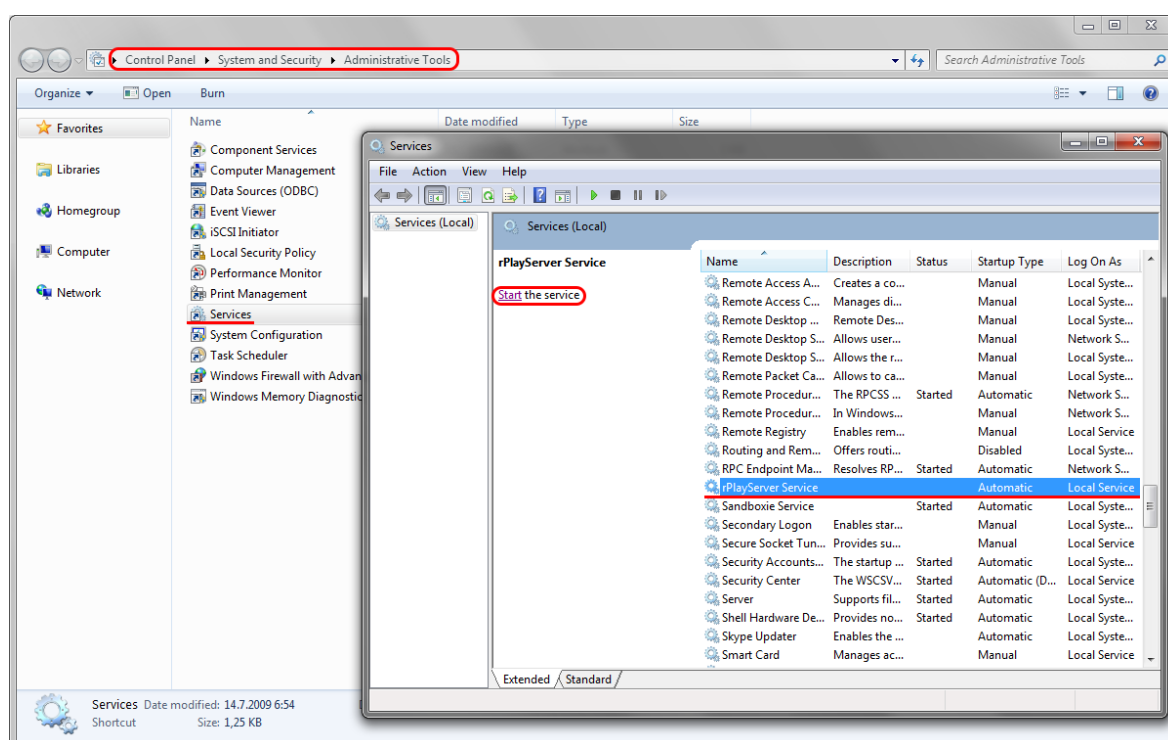 Control Panel System and Security Administrative Tools
Search Administrative Tools
Organize Open Burn
Name Date modified Type Size
Favorites
Libraries
Homegroup
Computer
Network
Component Services
Computer Management
Data Sources (ODBC)
Event Viewer
iSCSI Initiator
Local Security Policy
Performance Monitor
Print Management
Services
System Configuration
Task Scheduler
Windows Firewall with Advan
Windows Memory Diagnostic
Services Date modified: 14.7.2009 6:54
Shortcut Size: 1,25 KB
Services
File Action View Help
Services (Local)
Services (Local)
rPlayServer Service
Start the service
Name Description Status Startup Type Log On As
Remote Access A... Creates a co... Manual Local Syste...
Remote Access C... Manages di... Manual Local Syste...
Remote Desktop ... Remote Des... Manual Local Syste...
Remote Desktop S... Allows user... Manual Network S...
Remote Desktop S... Allows the r... Manual Local Syste...
Remote Packet Ca... Allows to ca... Manual Local Syste...
Remote Procedur... The RPCSS ... Started Automatic Network S...
Remote Procedur... In Windows... Manual Network S...
Remote Registry Enables rem... Manual Local Service
Routing and Rem... Offers routi... Disabled Local Syste...
RPC Endpoint Ma... Resolves RP... Started Automatic Network S...
rPlayServer Service Automatic Local Service
Sandboxie Service Started Automatic Local Syste...
Secondary Logon Enables star... Manual Local Syste...
Secure Socket Tun... Provides su... Manual Local Service
Security Accounts... The startup ... Started Automatic Local Syste...
Security Center The WSCSV... Started Automatic (D... Local Service
Server Supports fil... Started Automatic Local Syste...
Shell Hardware De... Provides no... Started Automatic Local Syste...
Skype Updater Enables the ... Automatic Local Syste...
Smart Card Manages ac... Manual Local Service
Extended Standard